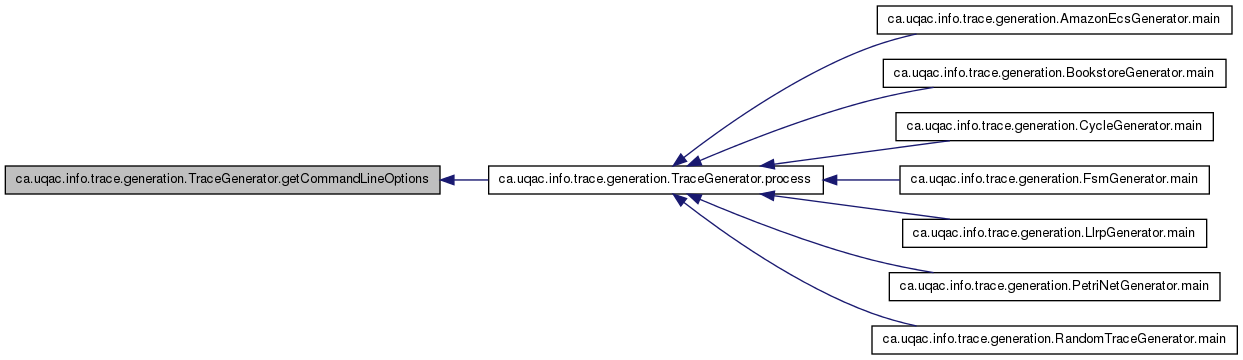 ca.uqac.info.trace.generation.AmazonEcsGenerator.main
ca.uqac.info.trace.generation.BookstoreGenerator.main
ca.uqac.info.trace.generation.CycleGenerator.main
ca.uqac.info.trace.generation.TraceGenerator.getCommandLineOptions
ca.uqac.info.trace.generation.TraceGenerator.process
ca.uqac.info.trace.generation.FsmGenerator.main
ca.uqac.info.trace.generation.LlrpGenerator.main
ca.uqac.info.trace.generation.PetriNetGenerator.main
ca.uqac.info.trace.generation.RandomTraceGenerator.main